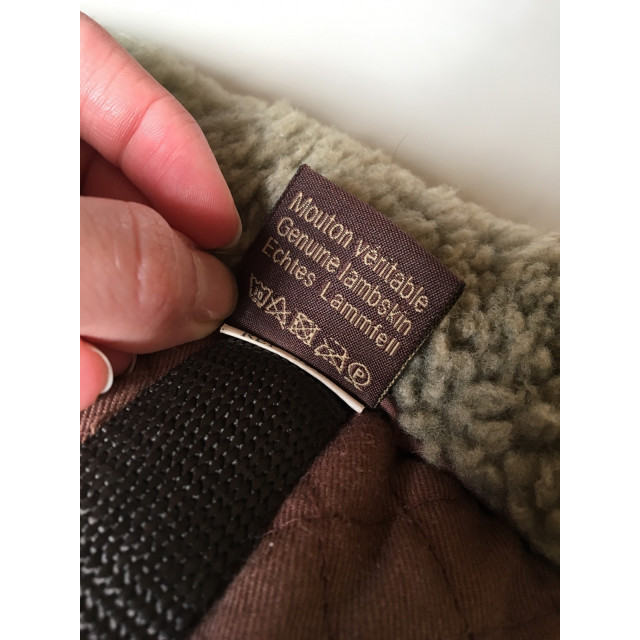 Mouton véritable
Genuine lambskin
Echtes Lammfell
P